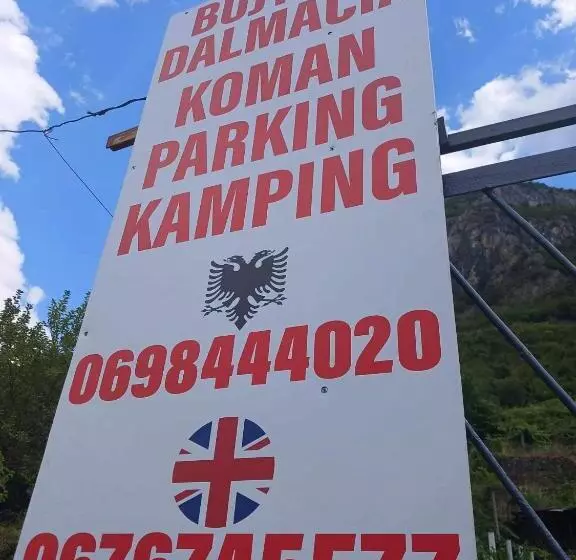 DALMACI
KOMAN
PARKING
KAMPING
0698444020